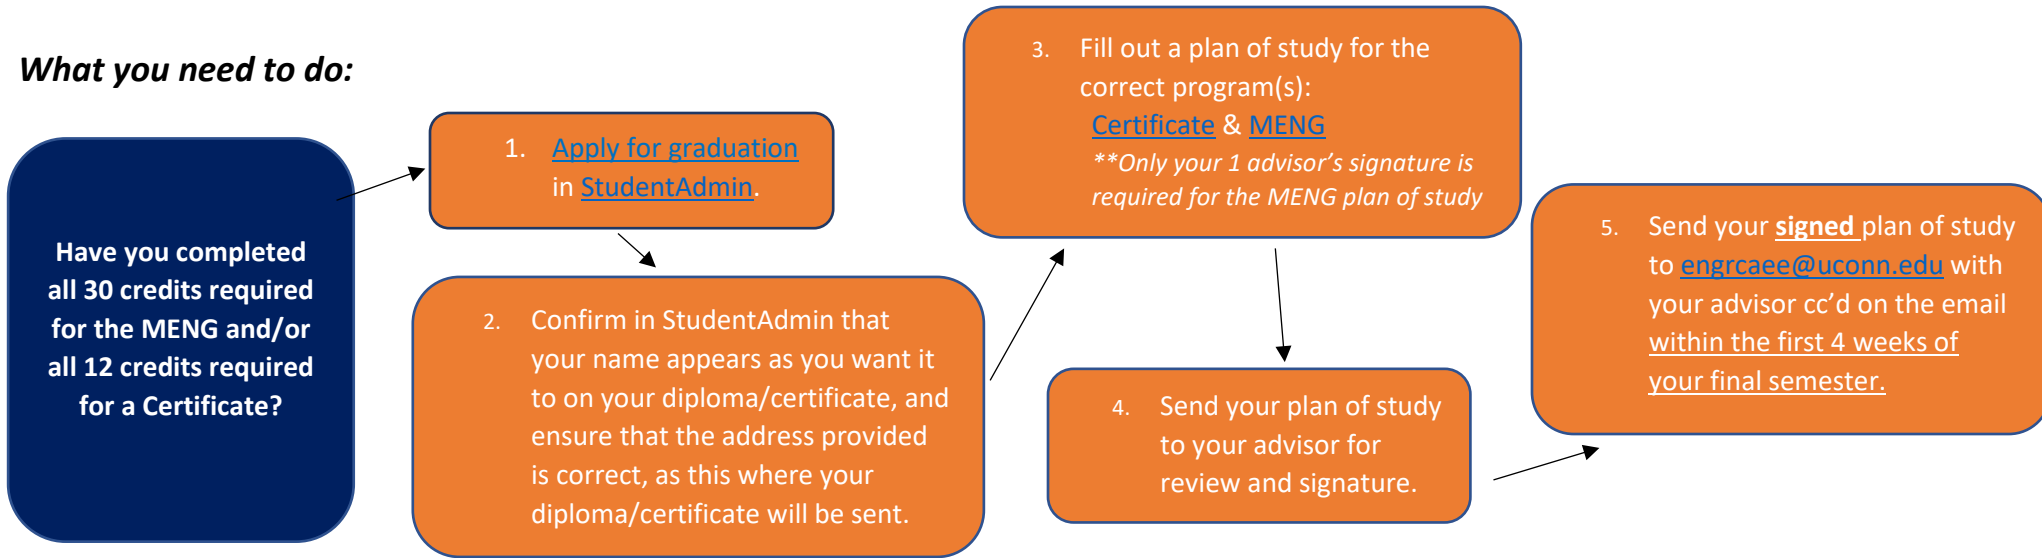 What you need to do:
Have you completed
all 30 credits required
for the MENG and/or
all 12 credits required
for a Certificate?
1. Apply for graduation
in StudentAdmin.
2. Confirm in StudentAdmin that
your name appears as you want it
to on your diploma/certificate, and
ensure that the address provided
is correct, as this where your
diploma/certificate will be sent.
3. Fill out a plan of study for the
correct program(s):
Certificate & MENG
**Only your 1 advisor’s signature is
required for the MENG plan of study
4. Send your plan of study
to your advisor for
review and signature.
5. Send your signed plan of study
to engrcaee@uconn.edu with
your advisor cc’d on the email
within the first 4 weeks of
your final semester.